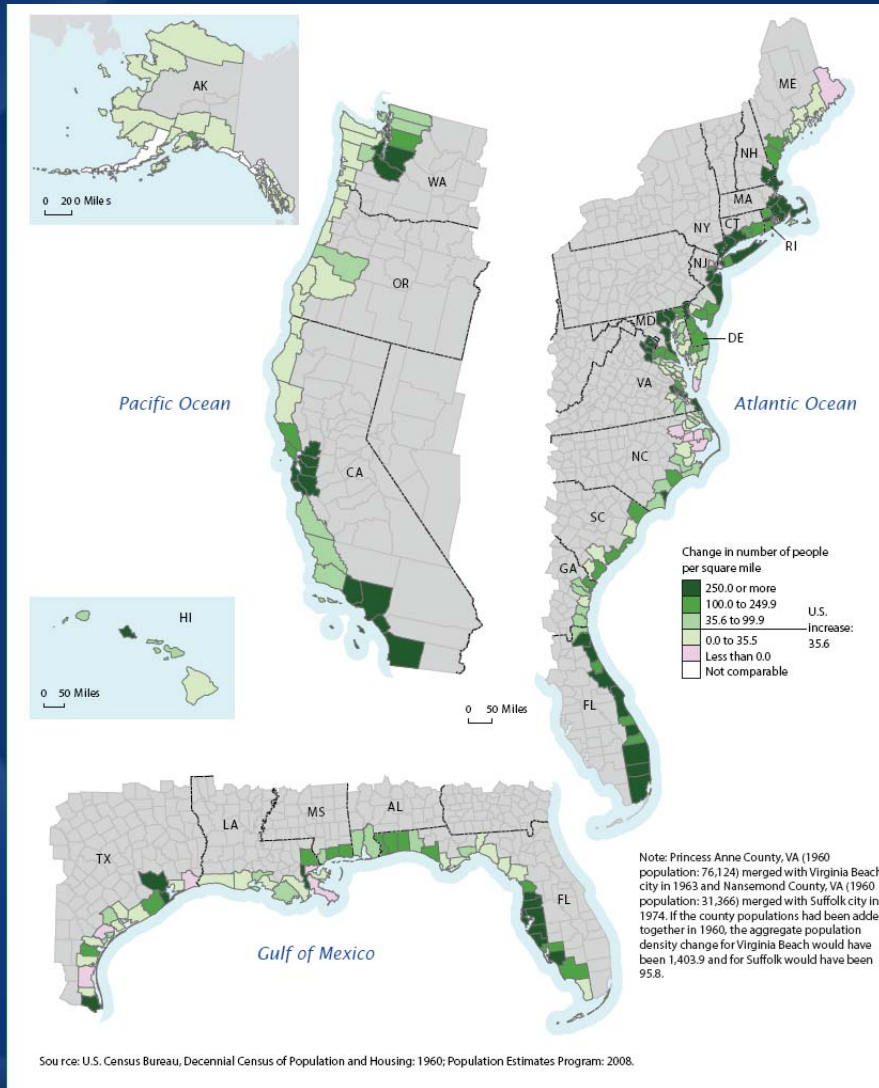 AK
0 200 Miles
WA
OR
CA
Pacific Ocean
HI
0 50 Miles
ME
NH
MA
NY
CT
RI
NJ
MD
DE
VA
Atlantic Ocean
NC
SC
GA
FL
0 50 Miles
Change in number of people
per square mile
250.0 or more
100.0 to 249.9
35.6 to 99.9
0.0 to 35.5
Less than 0.0
Not comparable
U.S.
increase:
35.6
TX
LA
MS
AL
FL
Gulf of Mexico
Note: Princess Anne County, VA (1960
population: 76,124) merged with Virginia Beach
city in 1963 and Nansemond County, VA (1960
population: 31,366) merged with Suffolk city in
1974. If the county populations had been adde
together in 1960, the aggregate population
density change for Virginia Beach would have
been 1,403.9 and for Suffolk would have been
95.8.
Source: U.S. Census Bureau, Decennial Census of Population and Housing: 1960; Population Estimates Program: 2008.